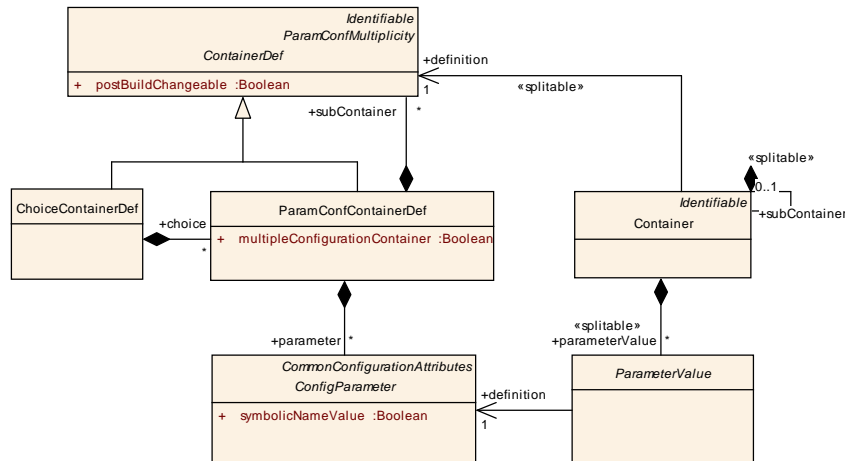 Identifiable
ParamConfMultiplicity
ContainerDef
+ postBuildChangeable :Boolean
+definition
1
«splitable»
+subContainer *
«splitable»
0..1
+subContainer
ChoiceContainerDef
+choice
*
ParamConfContainerDef
+ multipleConfigurationContainer :Boolean
Identifiable
Container
+parameter *
«splitable»
+parameterValue *
CommonConfigurationAttributes
ConfigParameter
+ symbolicNameValue :Boolean
+definition
1
ParameterValue